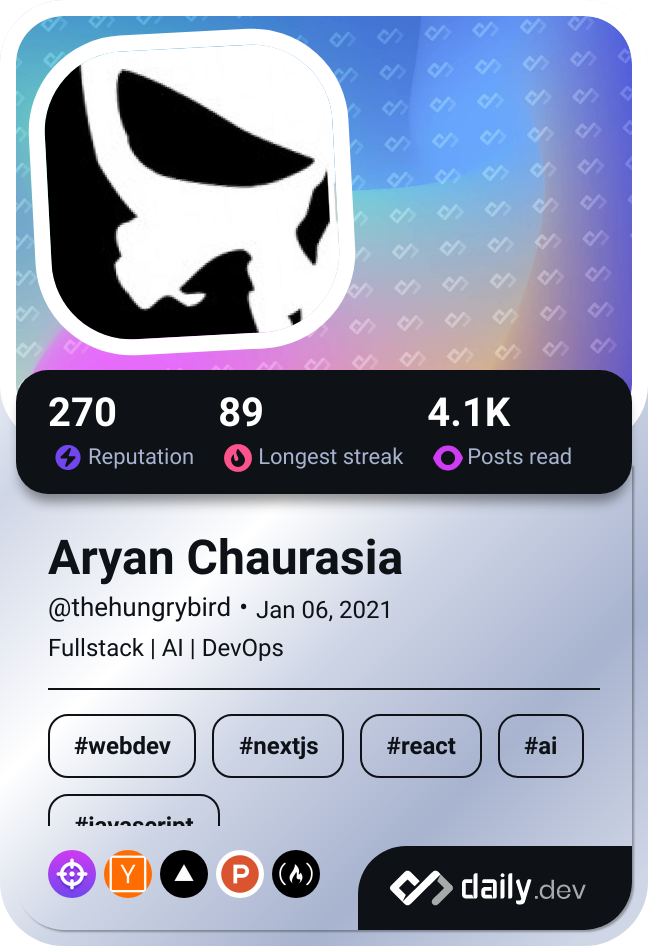 270 89 4.1K
Reputation Longest streak Posts read
Aryan Chaurasia
@thehungrybird • Jan 06, 2021
Fullstack | AI | DevOps
#webdev #nextjs #react #ai
#javascript
Y P
daily.dev